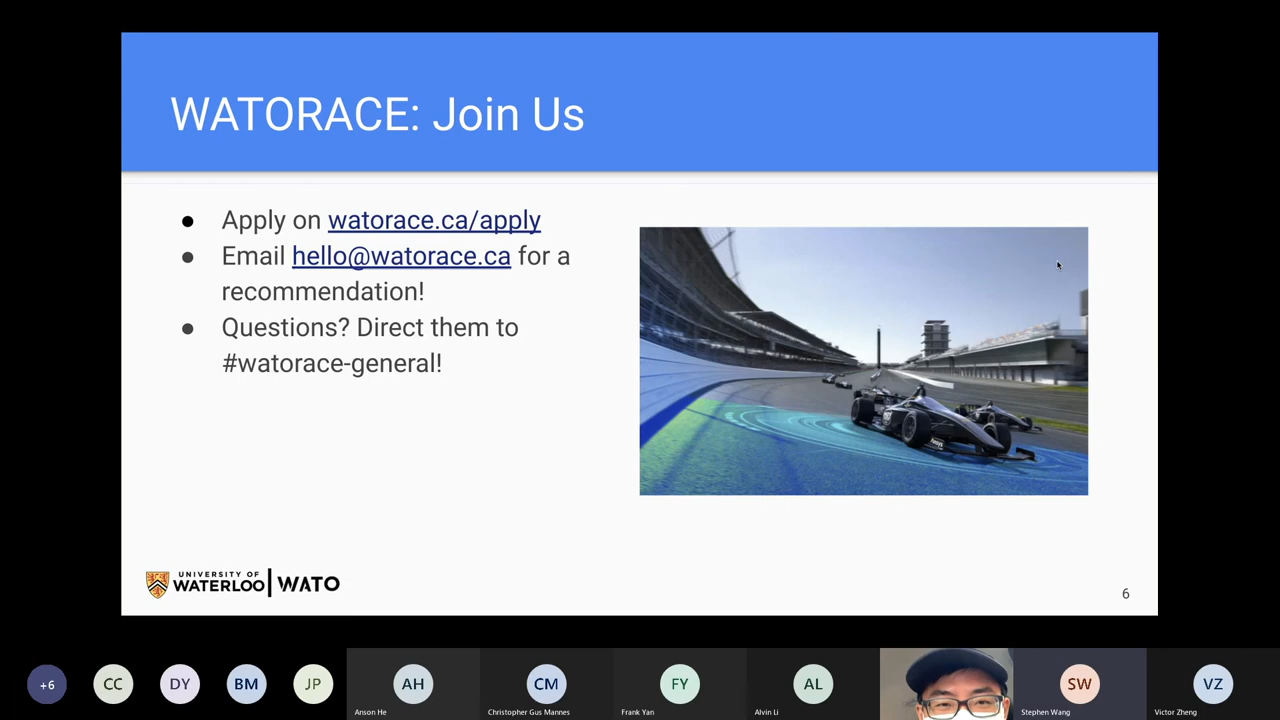 WATORACE: Join Us
Apply on watorace.ca/apply
Email hello@watorace.ca for a
recommendation!
Questions? Direct them to
#watorace-general!
UNIVERSITY OF
WATERLOO | WATO
6
+6
CC
DY
BM
JP
AH
CM
FY
AL
SW
VZ
Anson He
Christopher Gus Mannes
Frank Yan
Alvin Li
Stephen Wang
Victor Zheng